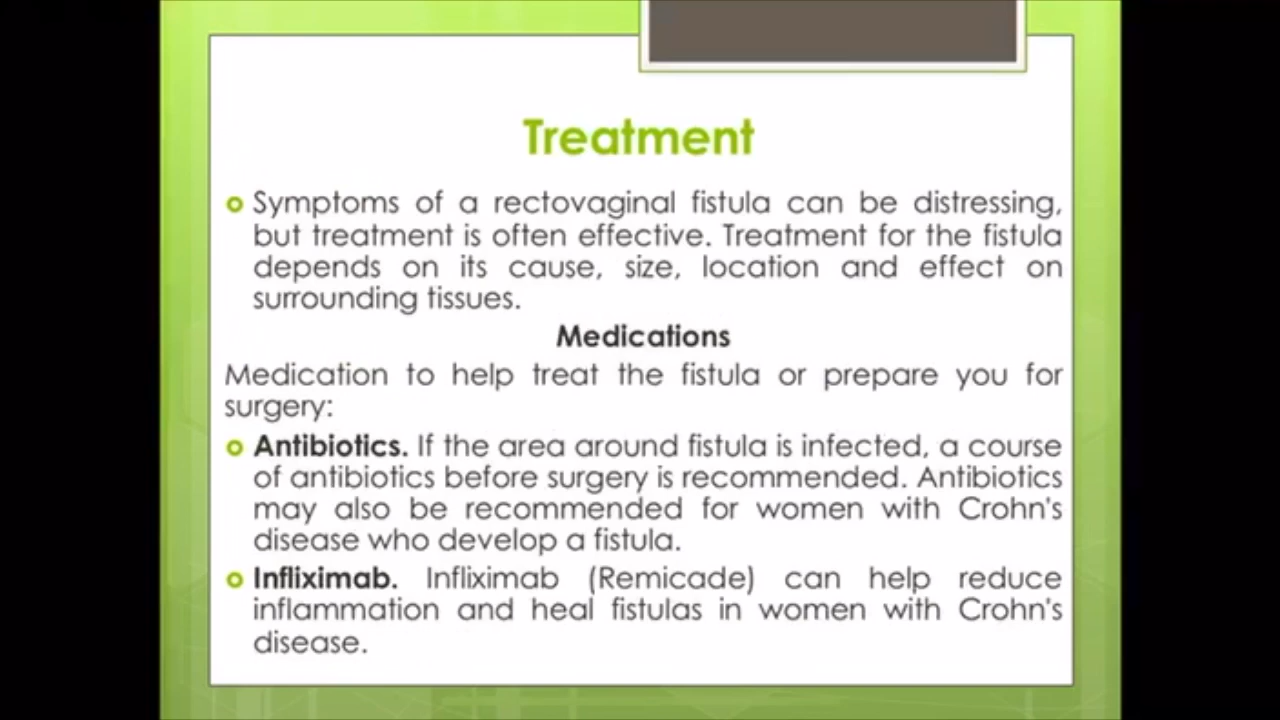 Treatment
Symptoms of a rectovaginal fistula can be distressing,
but treatment is often effective. Treatment for the fistula
depends on its cause, size, location and effect on
surrounding tissues.
Medications
Medication to help treat the fistula or prepare you for
surgery:
Antibiotics. If the area around fistula is infected, a course
of antibiotics before surgery is recommended. Antibiotics
may also be recommended for women with Crohn's
disease who develop a fistula.
Infliximab. Infliximab (Remicade) can help reduce
inflammation and heal fistulas in women with Crohn's
disease.